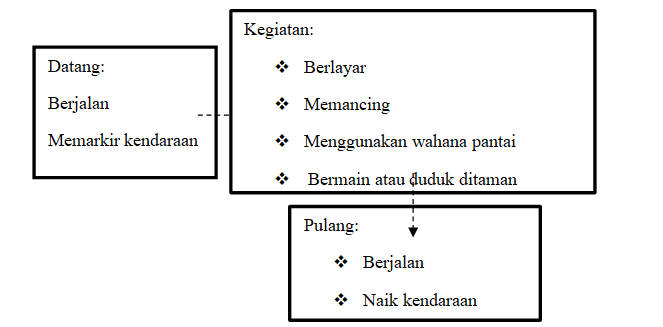 Datang:
Berjalan
Memarkir kendaraan
Kegiatan:
❖ Berlayar
❖ Memancing
❖ Menggunakan wahana pantai
❖ Bermain atau duduk ditaman
Pulang:
❖ Berjalan
❖ Naik kendaraan